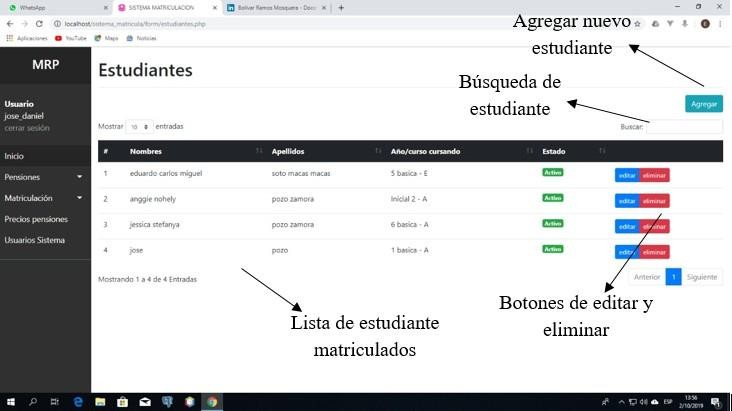 WhatsApp
SISTEMA MATRICULACION
Bolivar Ramos Mosquera - Doc
localhost/sistema_matricula/form/estudiantes.php
Aplicaciones
YouTube
Maps
Noticias
Agregar nuevo
estudiante
MRP
Estudiantes
Búsqueda de
estudiante
Usuario
jose_daniel
cerrar sesión
Agregar
Mostrar 10 entradas
Buscar:
# Nombres Apellidos Año/curso cursando Estado
1 eduardo carlos miguel soto macas macas 5 basica - E Activo editar eliminar
2 anggie nohely pozo zamora Inicial 2 - A Activo editar eliminar
3 jessica stefanya pozo zamora 6 basica - A Activo editar eliminar
4 jose pozo 1 basica - A Activo editar eliminar
Mostrando 1 a 4 de 4 Entradas
Anterior 1 Siguiente
Inicio
Pensiones
Matriculación
Precios pensiones
Usuarios Sistema
Lista de estudiante
matriculados
Botones de editar y
eliminar
ESP
13:56
2/10/2019